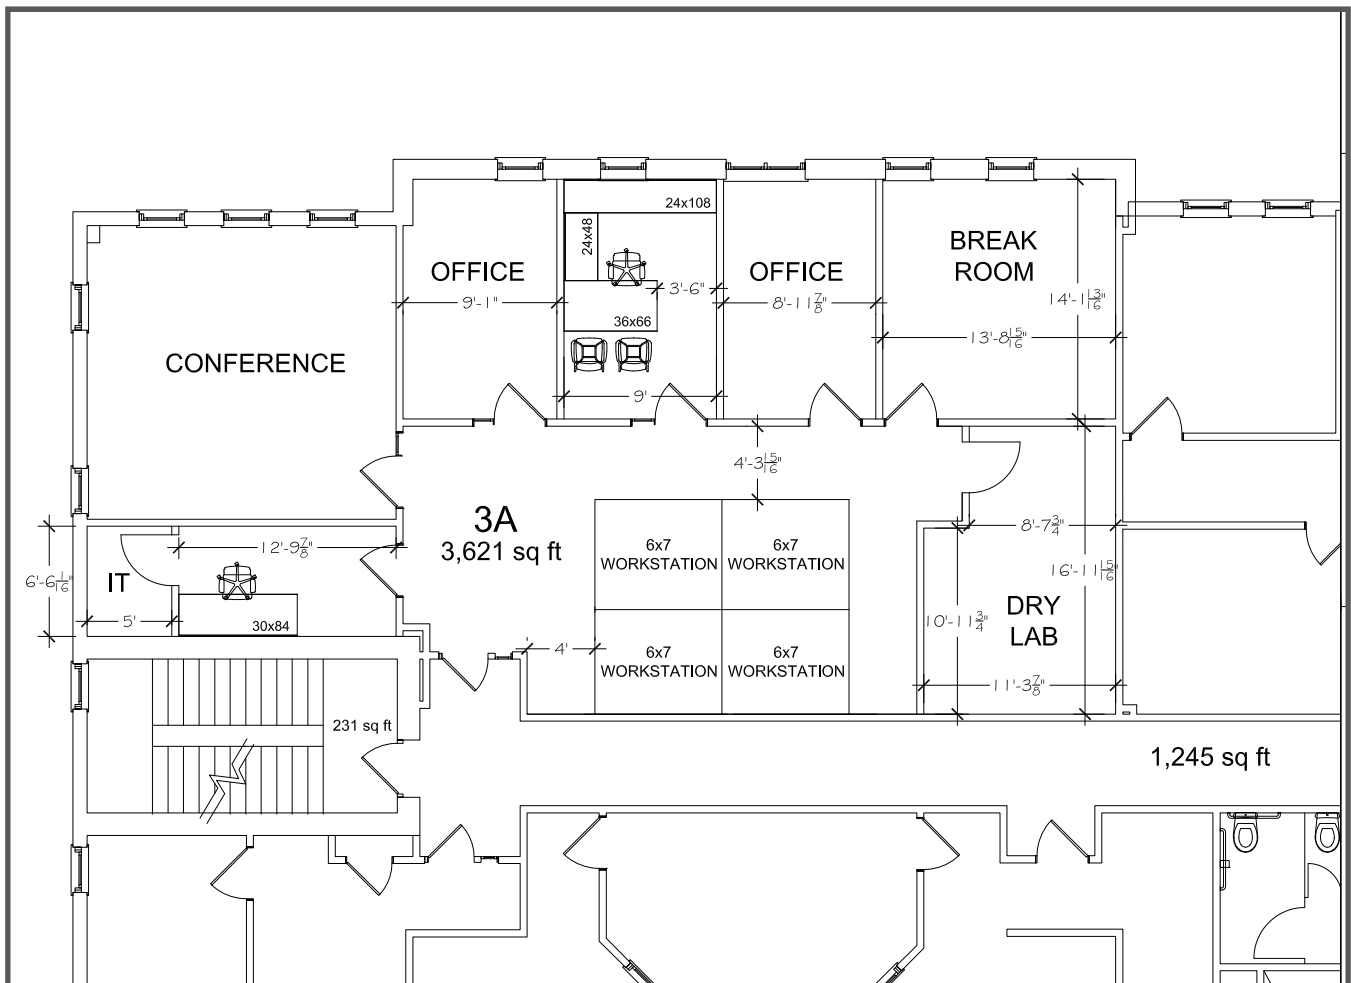 24x108
24x48
BREAK
ROOM
OFFICE
OFFICE
9'-1"
3'-6"
8'-11 7/8"
14'-1 13/16"
36x66
13'-8 15/16"
CONFERENCE
9'
4'-3 15/16"
3A
3,621 sq ft
8'-7 3/4"
6x7
WORKSTATION
6x7
WORKSTATION
12'-9 7/8"
6'-6 1/16"
IT
16'-11 15/16"
DRY
LAB
5'
30x84
10'-11 3/4"
4'
6x7
WORKSTATION
6x7
WORKSTATION
11'-3 7/8"
231 sq ft
1,245 sq ft